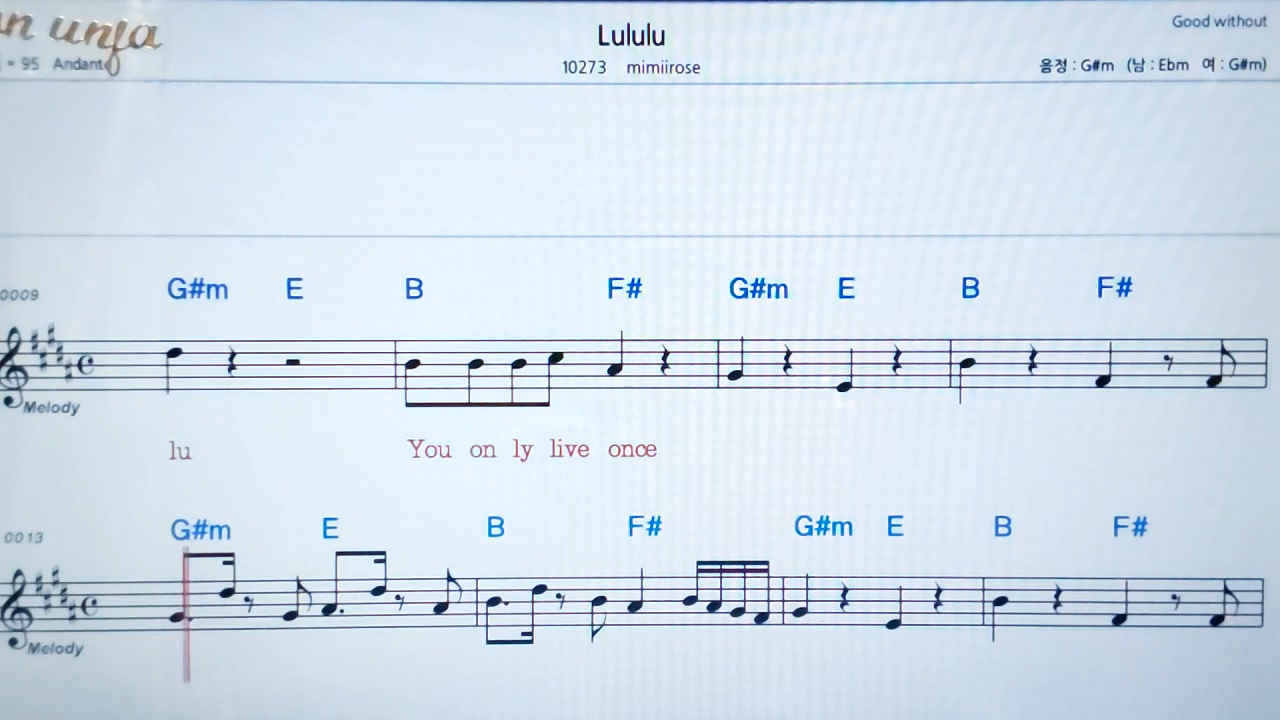 Lululu
Good without
= 95 Andant
10273 mimiirose
음정 : G#m (남 : Ebm 여 : G#m)
0009 G#m E B F# G#m E B F#
Melody
lu You on ly live once
0013 G#m E B F# G#m E B F#
Melody